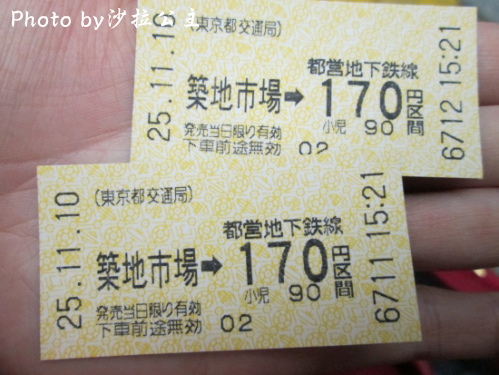 Photo by沙拉公主
25.11.10
(東京都交通局)
都営地下鉄線
築地市場➡170円区間
小児 90
発売当日限り有効
下車前途無効 02
6712 15:21
25.11.10
(東京都交通局)
都営地下鉄線
築地市場➡170円区間
小児 90
発売当日限り有効
下車前途無効 02
6711 15:21